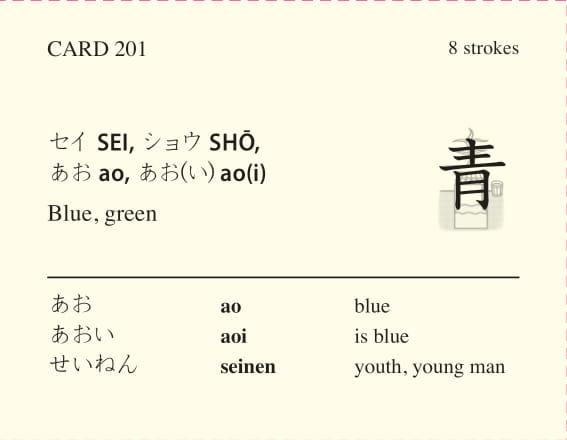 CARD 201 8 strokes
セイ SEI, ショウ SHŌ,
あお ao, あお(い) ao(i)
Blue, green
青
あお ao blue
あおい aoi is blue
せいねん seinen youth, young man